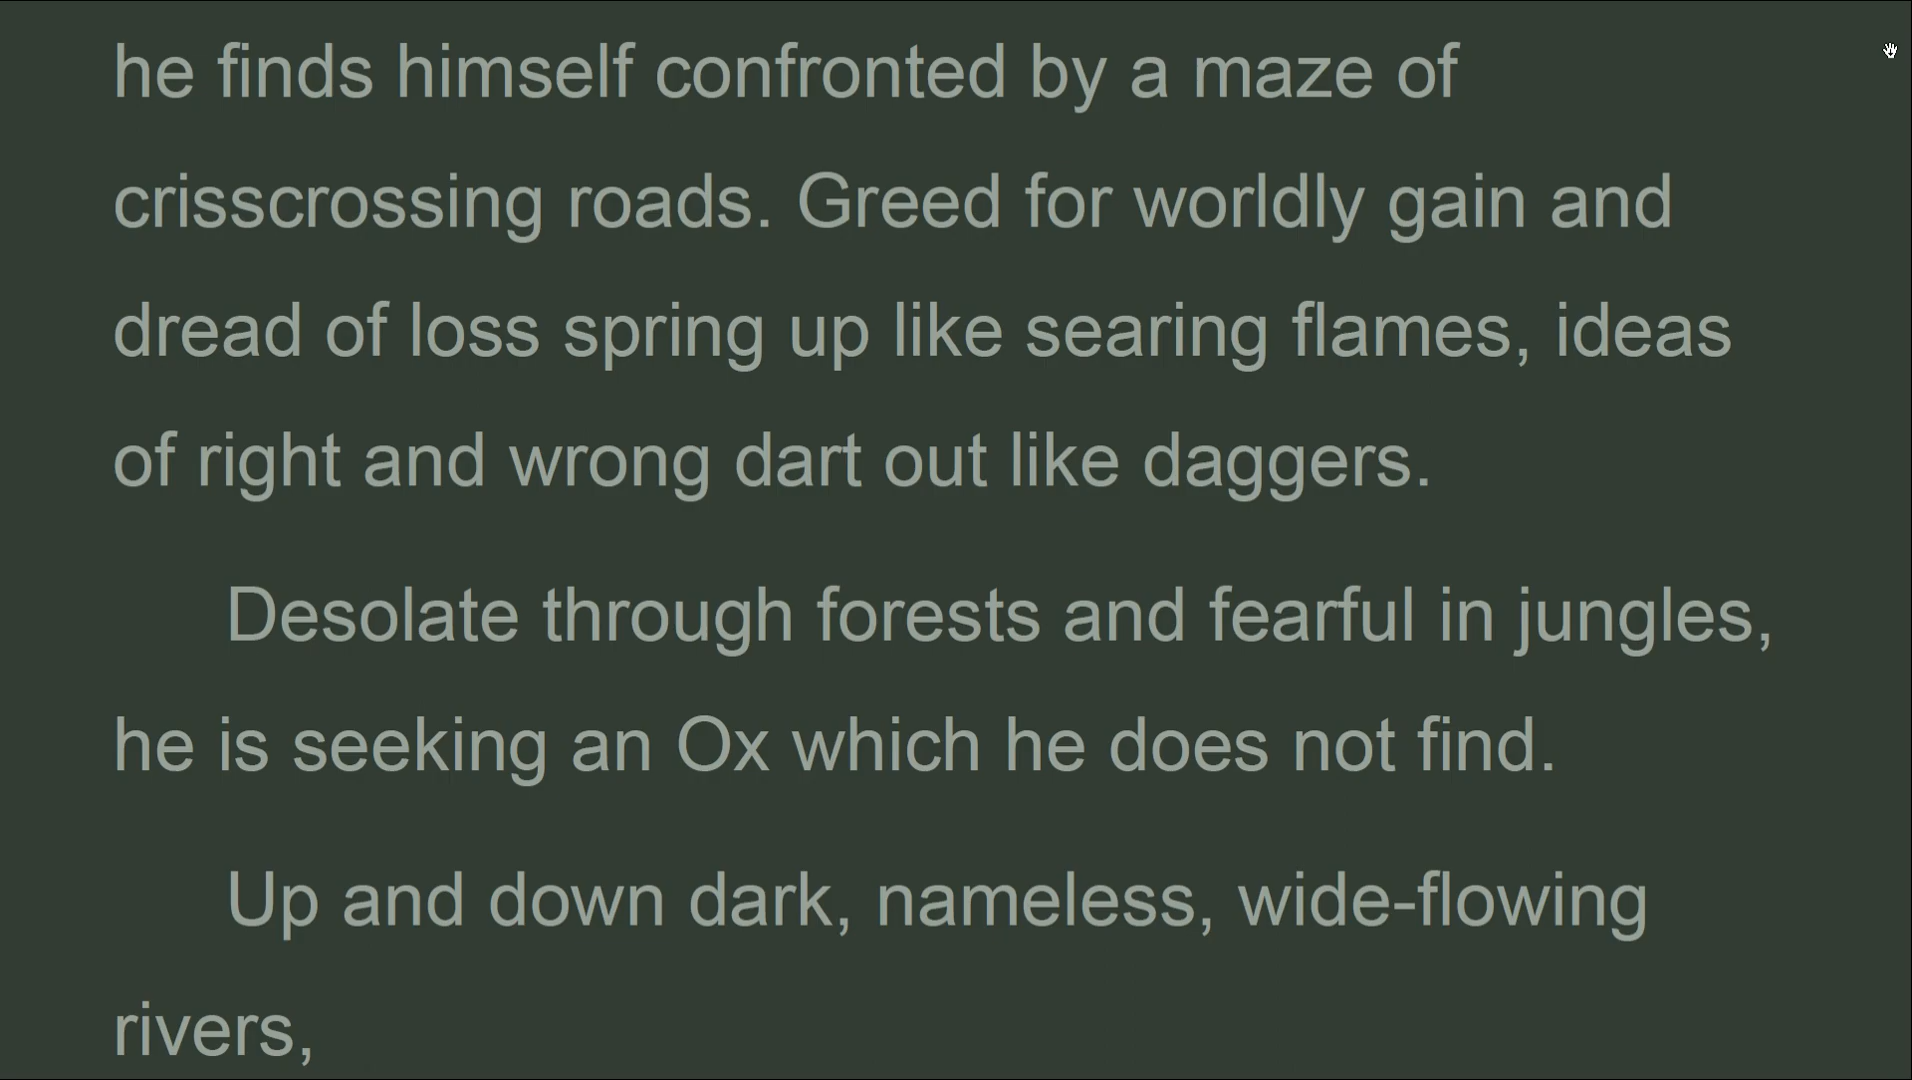 he finds himself confronted by a maze of
crisscrossing roads. Greed for worldly gain and
dread of loss spring up like searing flames, ideas
of right and wrong dart out like daggers.
Desolate through forests and fearful in jungles,
he is seeking an Ox which he does not find.
Up and down dark, nameless, wide-flowing
rivers,